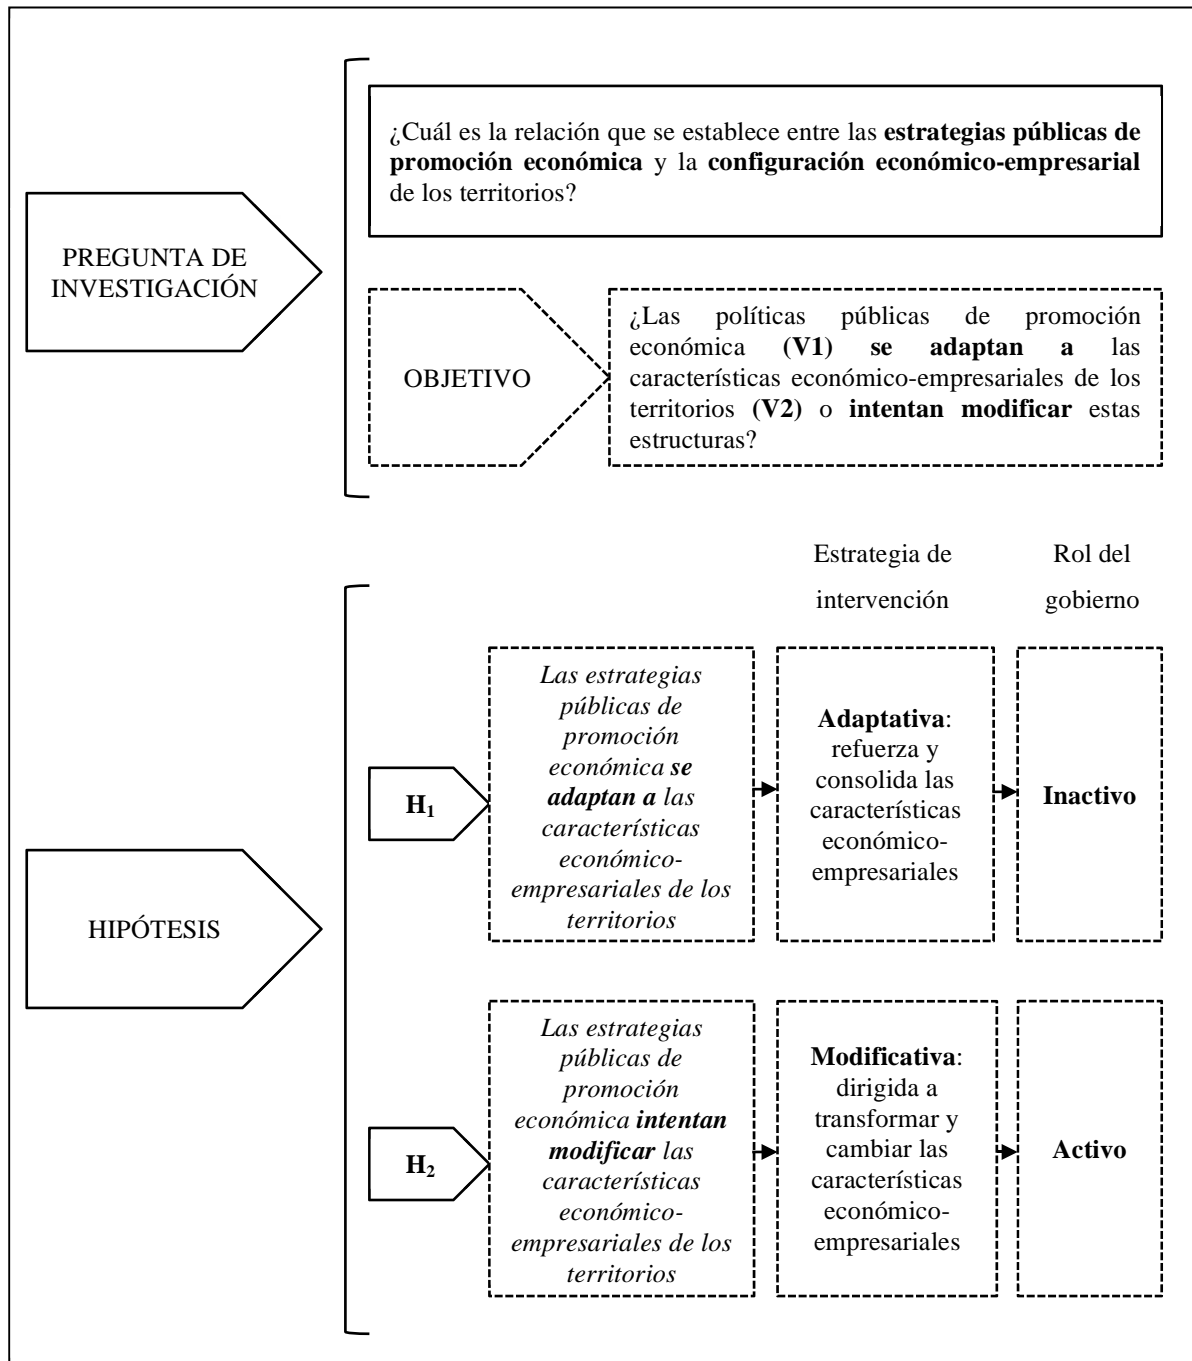 ¿Cuál es la relación que se establece entre las estrategias públicas de
promoción económica y la configuración económico-empresarial
de los territorios?
PREGUNTA DE
INVESTIGACIÓN
OBJETIVO
¿Las políticas públicas de promoción
económica (V1) se adaptan a las
características económico-empresariales de los
territorios (V2) o intentan modificar estas
estructuras?
Estrategia de
intervención
Rol del
gobierno
HIPÓTESIS
H1
Las estrategias
públicas de
promoción
económica se
adaptan a las
características
económico-
empresariales de los
territorios
Adaptativa:
refuerza y
consolida las
características
económico-
empresariales
Inactivo
H2
Las estrategias
públicas de
promoción
económica intentan
modificar las
características
económico-
empresariales de los
territorios
Modificativa:
dirigida a
transformar y
cambiar las
características
económico-
empresariales
Activo